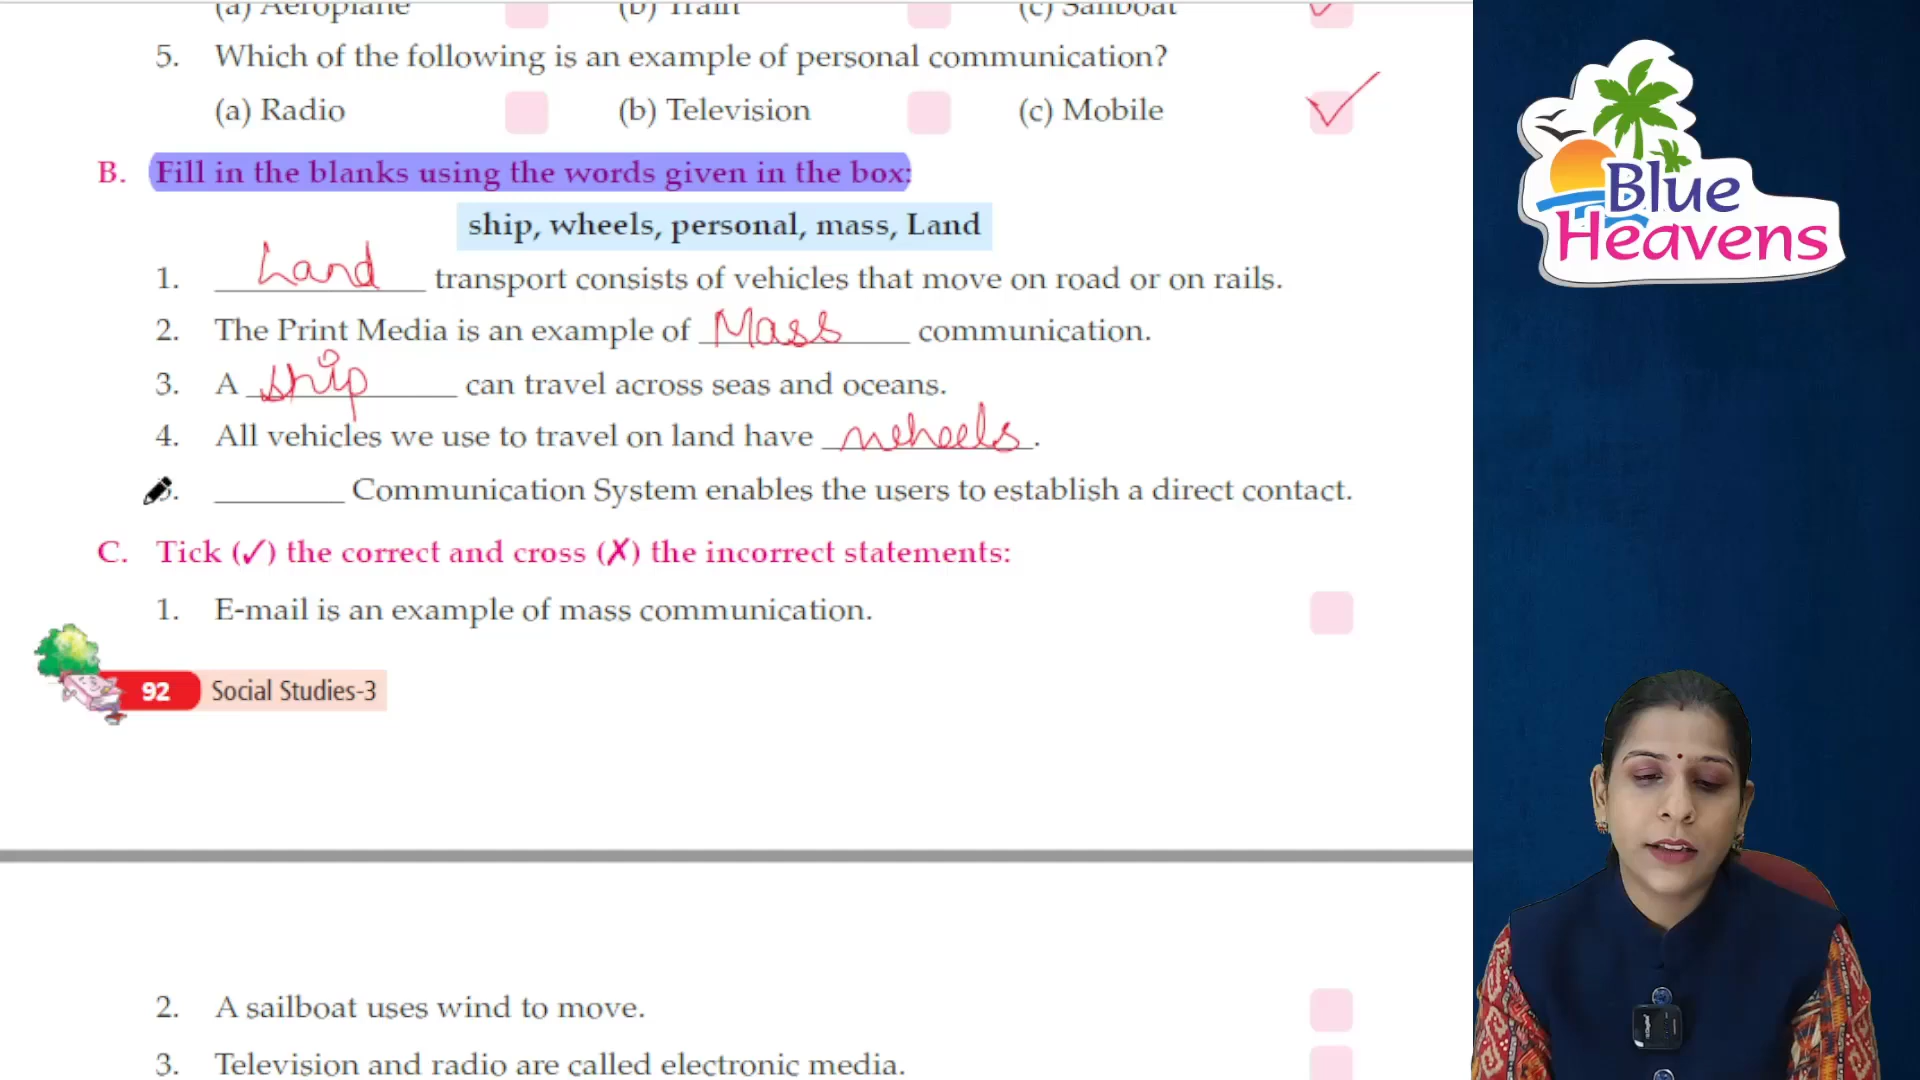 (a) Aeroplane (b) Train (c) Sailboat
5. Which of the following is an example of personal communication?
(a) Radio (b) Television (c) Mobile ✓
B. Fill in the blanks using the words given in the box:
ship, wheels, personal, mass, Land
1. Land transport consists of vehicles that move on road or on rails.
2. The Print Media is an example of Mass communication.
3. A ship can travel across seas and oceans.
4. All vehicles we use to travel on land have wheels.
________ Communication System enables the users to establish a direct contact.
C. Tick (✓) the correct and cross (✗) the incorrect statements:
1. E-mail is an example of mass communication.
92 Social Studies-3
2. A sailboat uses wind to move.
3. Television and radio are called electronic media.
Blue
Heavens